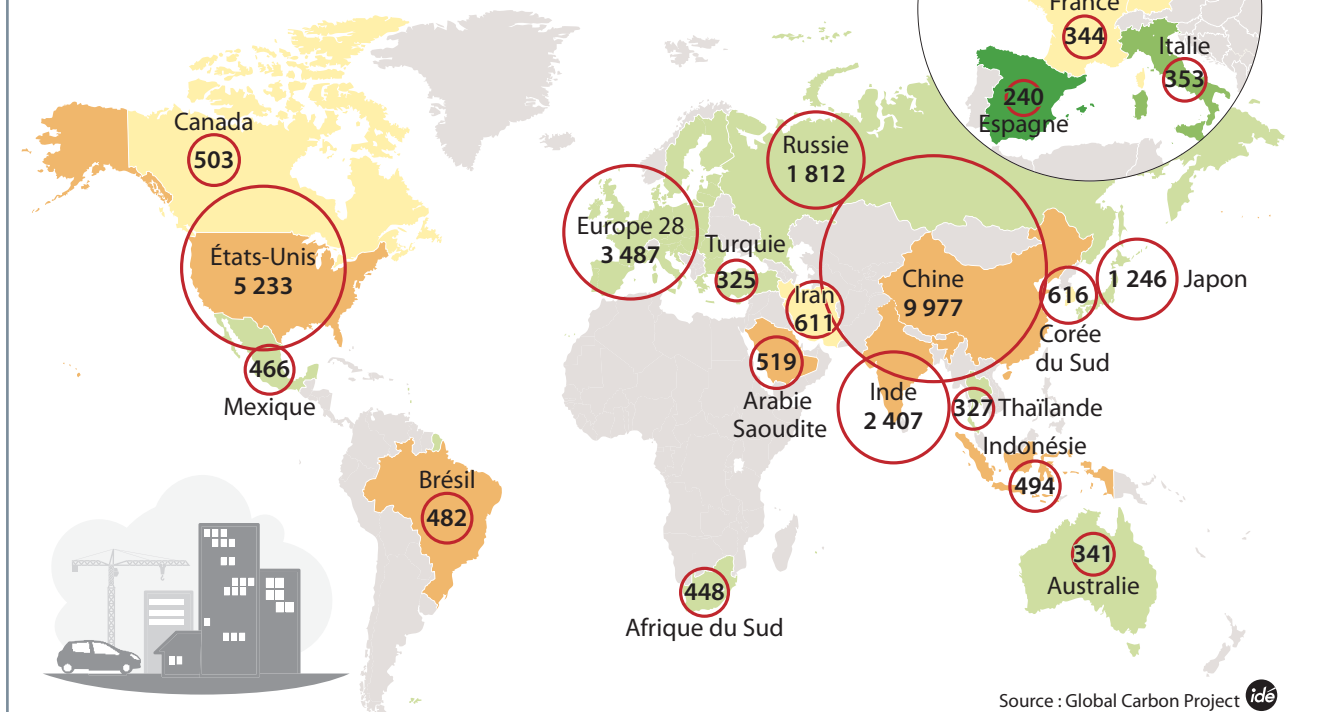 France
344
Italie
353
240
Espagne
Canada
503
Russie
1 812
États-Unis
5 233
Europe 28
3 487
Turquie
325
Iran
611
Chine
9 977
616
Corée
du Sud
1 246 Japon
466
Mexique
519
Arabie
Saoudite
Inde
2 407
327 Thaïlande
Indonésie
494
Brésil
482
341
Australie
448
Afrique du Sud
Source : Global Carbon Project idé